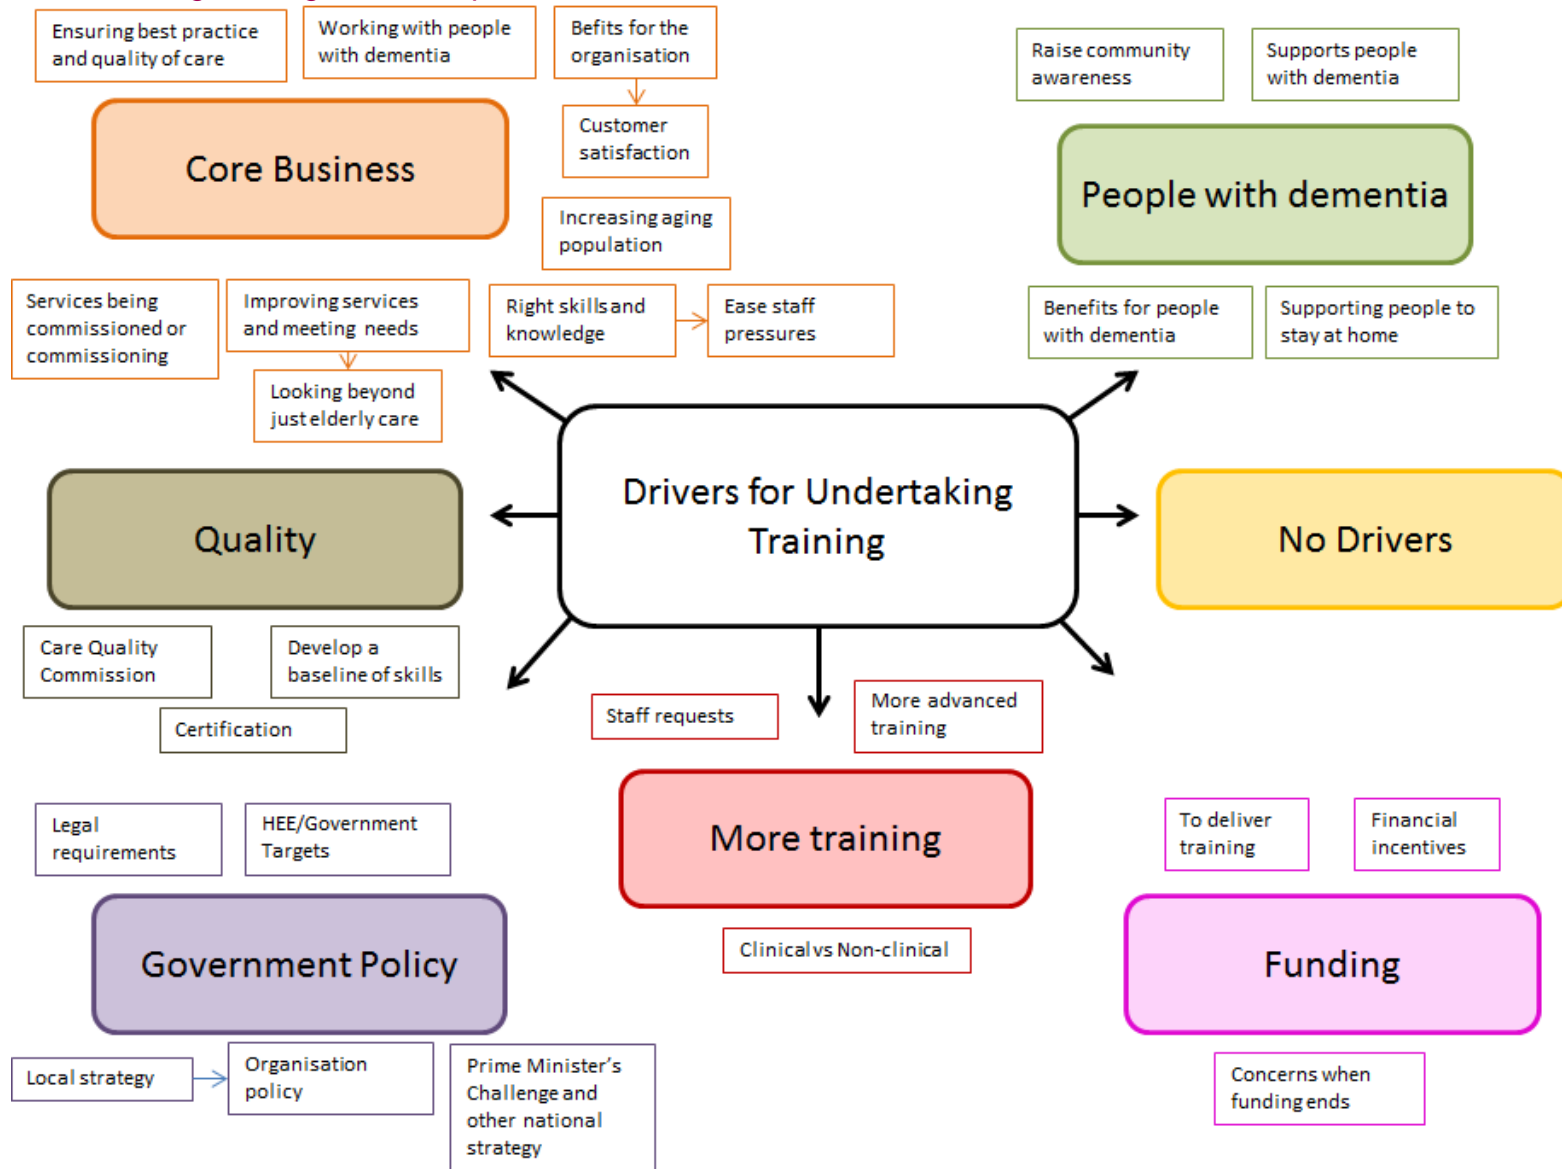 Ensuring best practice
and quality of care
Working with people
with dementia
Befits for the
organisation
Customer
satisfaction
Core Business
Increasing aging
population
Services being
commissioned or
commissioning
Improving services
and meeting needs
Looking beyond
just elderly care
Right skills and
knowledge
Ease staff
pressures
Raise community
awareness
Supports people
with dementia
People with dementia
Benefits for people
with dementia
Supporting people to
stay at home
Drivers for Undertaking
Training
Quality
No Drivers
Care Quality
Commission
Develop a
baseline of skills
Certification
Staff requests
More advanced
training
More training
Clinical vs Non-clinical
Legal
requirements
HEE/Government
Targets
Government Policy
Local strategy
Organisation
policy
Prime Minister’s
Challenge and
other national
strategy
To deliver
training
Financial
incentives
Funding
Concerns when
funding ends